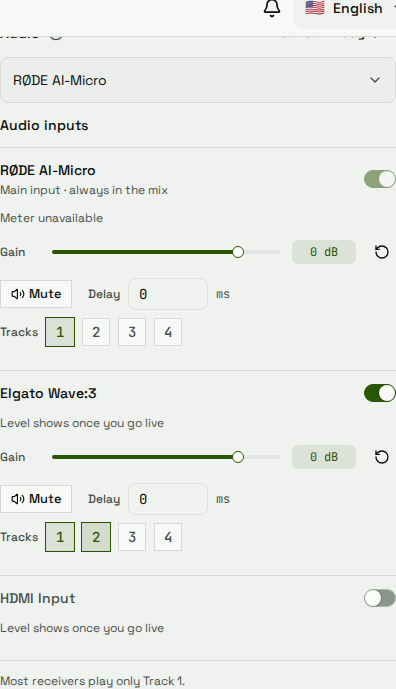 English
RØDE AI-Micro
Audio inputs
RØDE AI-Micro
Main input · always in the mix
Meter unavailable
Gain 0 dB
Mute Delay 0 ms
Tracks 1 2 3 4
Elgato Wave:3
Level shows once you go live
Gain 0 dB
Mute Delay 0 ms
Tracks 1 2 3 4
HDMI Input
Level shows once you go live
Most receivers play only Track 1.